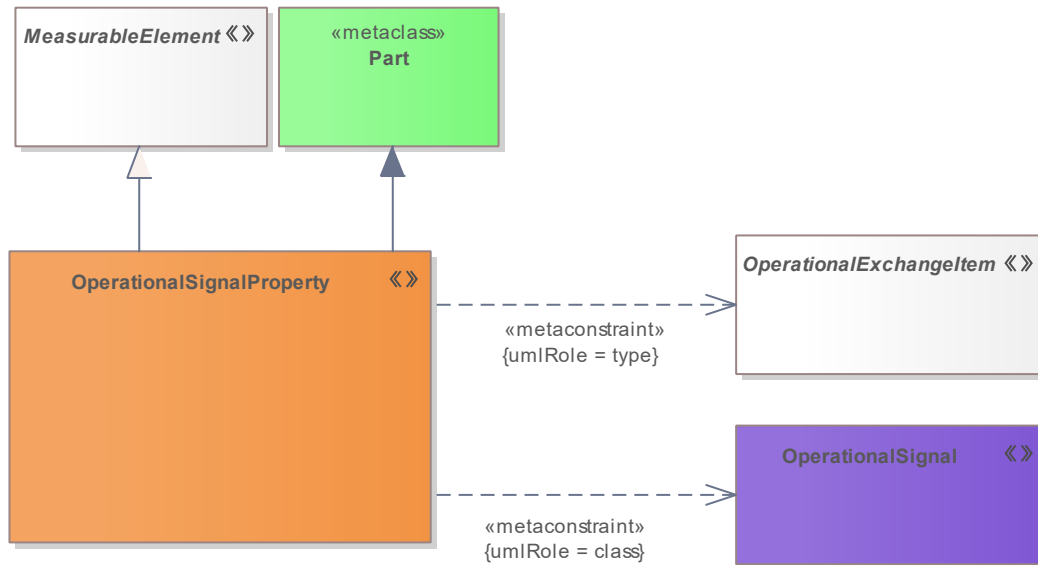 MeasurableElement «»
«metaclass»
Part
OperationalSignalProperty «»
OperationalExchangeItem «»
«metaconstraint»
{umlRole = type}
OperationalSignal «»
«metaconstraint»
{umlRole = class}